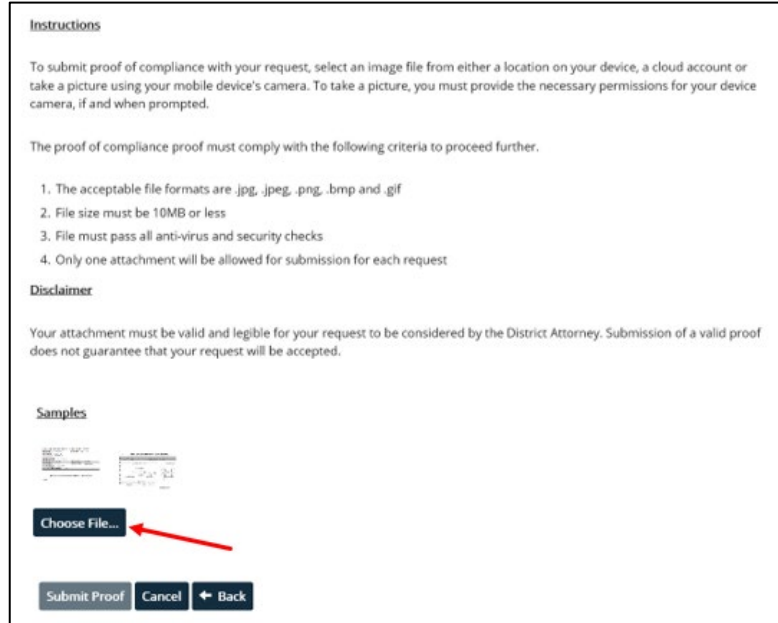 Instructions
To submit proof of compliance with your request, select an image file from either a location on your device, a cloud account or
take a picture using your mobile device's camera. To take a picture, you must provide the necessary permissions for your device
camera, if and when prompted.
The proof of compliance proof must comply with the following criteria to proceed further.
1. The acceptable file formats are .jpg, .jpeg, .png, .bmp and .gif
2. File size must be 10MB or less
3. File must pass all anti-virus and security checks
4. Only one attachment will be allowed for submission for each request
Disclaimer
Your attachment must be valid and legible for your request to be considered by the District Attorney. Submission of a valid proof
does not guarantee that your request will be accepted.
Samples
Choose File...
Submit Proof Cancel ← Back